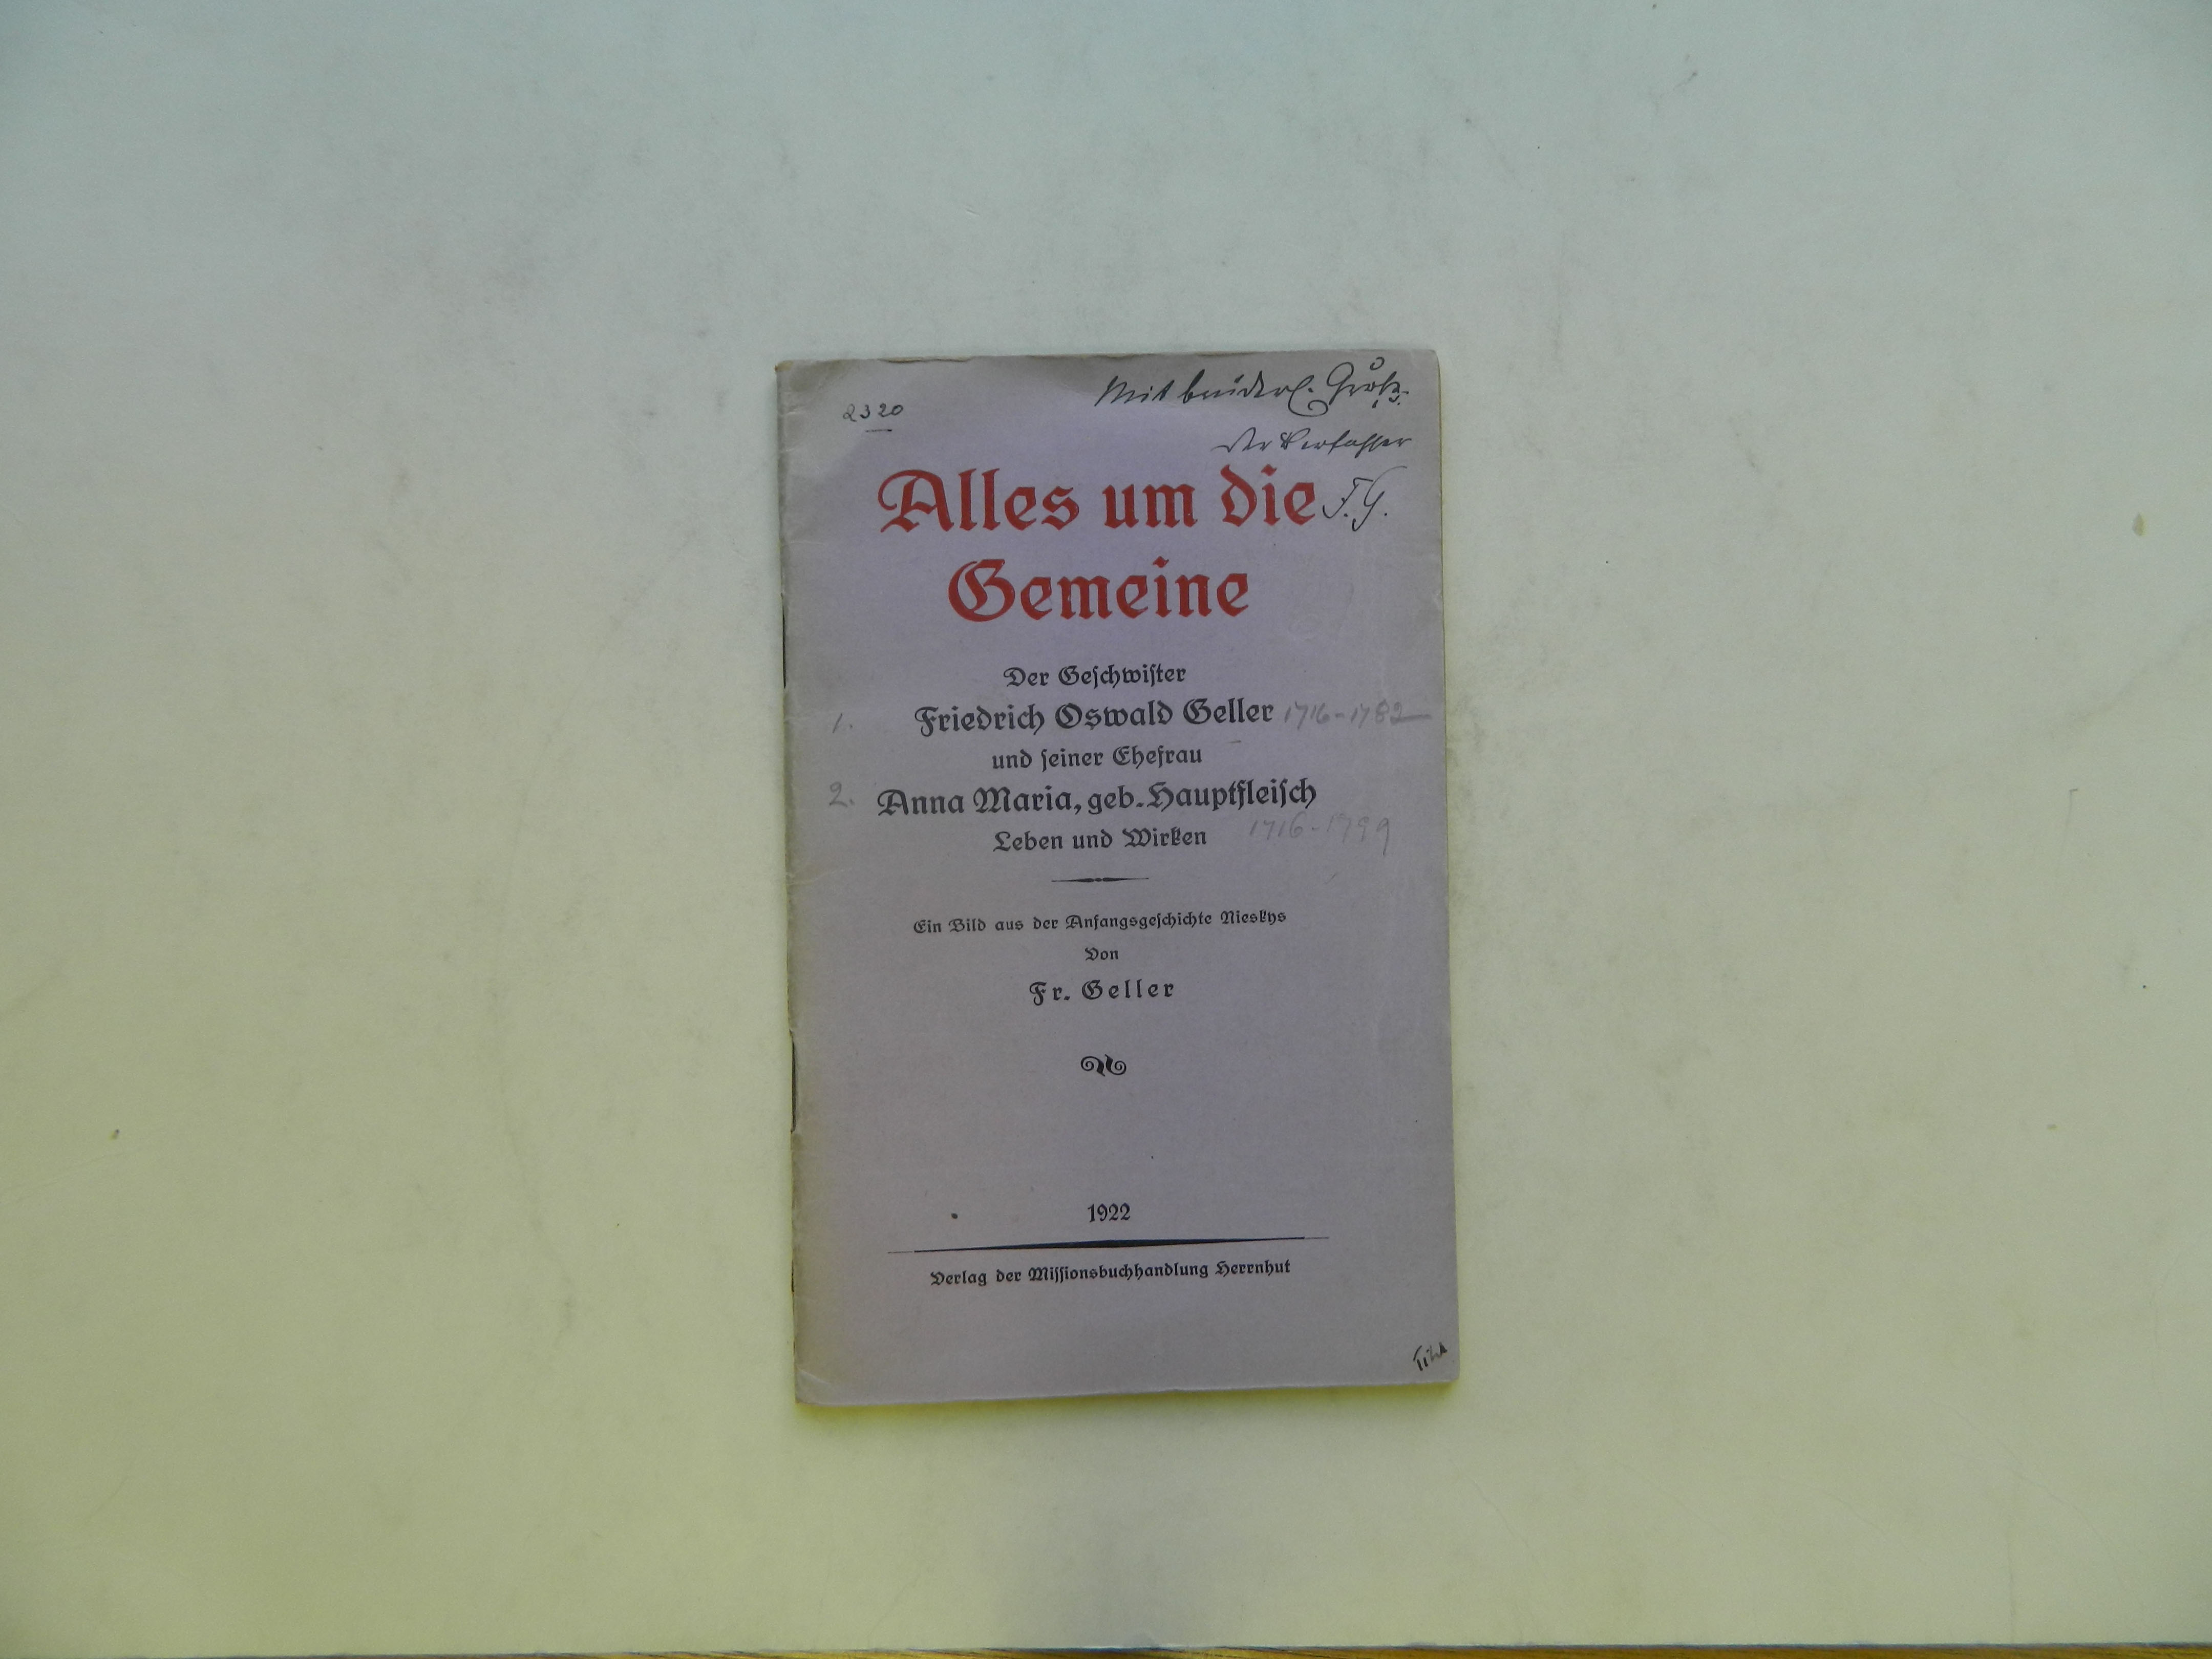 2320
Mit brüderl. Gruß
der Verfasser
Alles um die F. G.
Gemeine
Der Geschwister
1. Friedrich Oswald Geller 1716-1782
und seiner Ehefrau
2. Anna Maria, geb. Hauptfleisch
Leben und Wirken 1716-1799
Ein Bild aus der Anfangsgeschichte Nieskys
Von
Fr. Geller
1922
Verlag der Missionsbuchhandlung Herrnhut